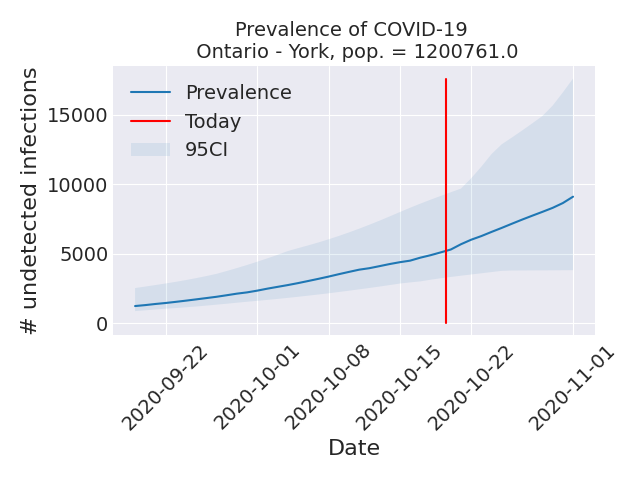 Prevalence of COVID-19
Ontario - York, pop. = 1200761.0
# undetected infections
15000
10000
5000
0
Prevalence
Today
95CI
2020-09-22
2020-10-01
2020-10-08
2020-10-15
2020-10-22
2020-11-01
Date